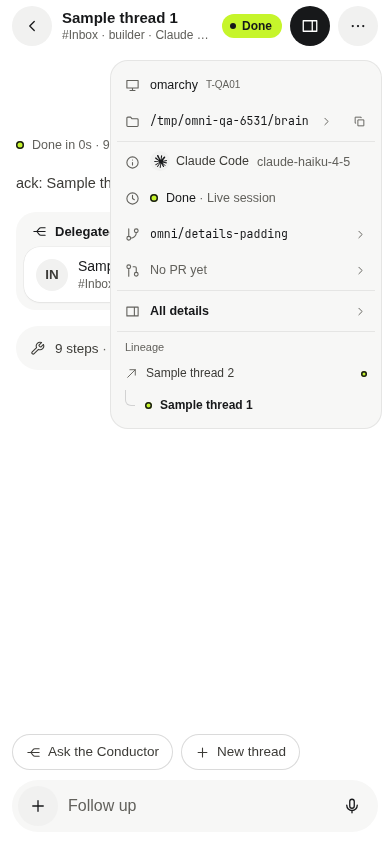 Sample thread 1
#Inbox · builder · Claude …
Done
omarchy T-QA01
/tmp/omni-qa-6531/brain
Done in 0s · 9
Claude Code claude-haiku-4-5
ack: Sample th
Done · Live session
Delegate
omni/details-padding
IN
Samp
#Inbox
No PR yet
All details
9 steps ·
Lineage
Sample thread 2
Sample thread 1
Ask the Conductor
New thread
Follow up